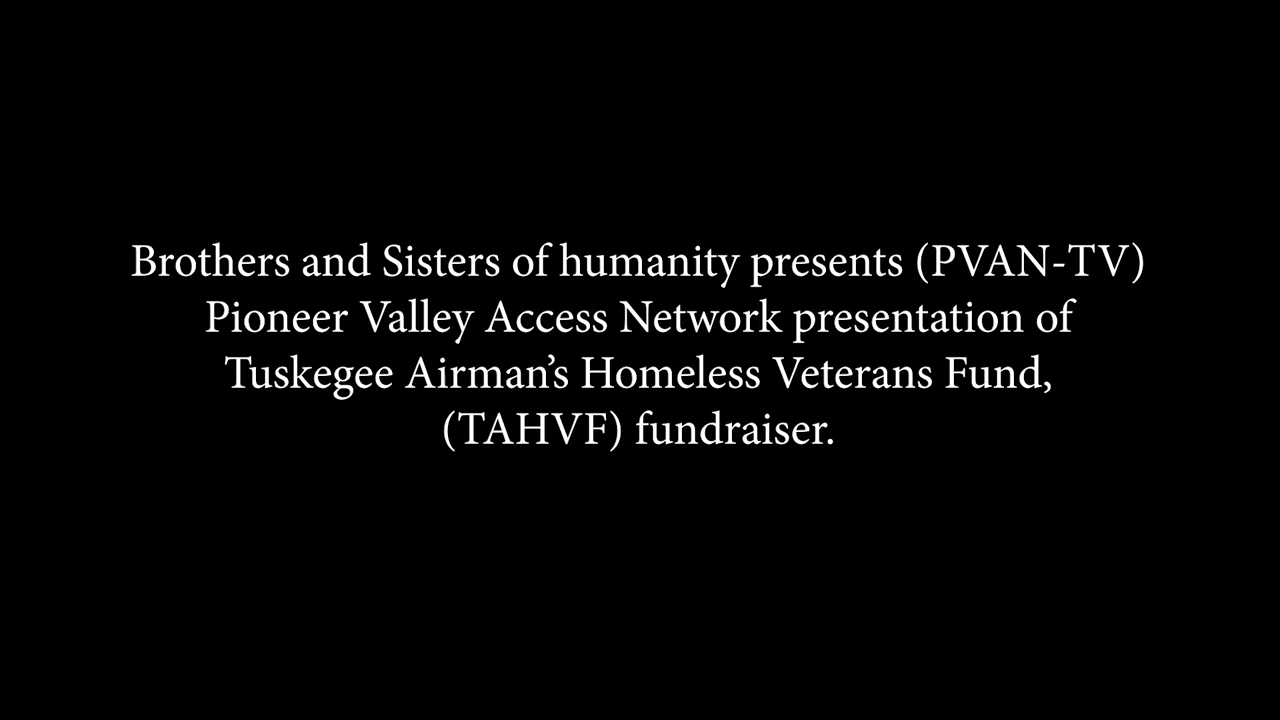 Brothers and Sisters of humanity presents (PVAN-TV)
Pioneer Valley Access Network presentation of
Tuskegee Airman’s Homeless Veterans Fund,
(TAHVF) fundraiser.